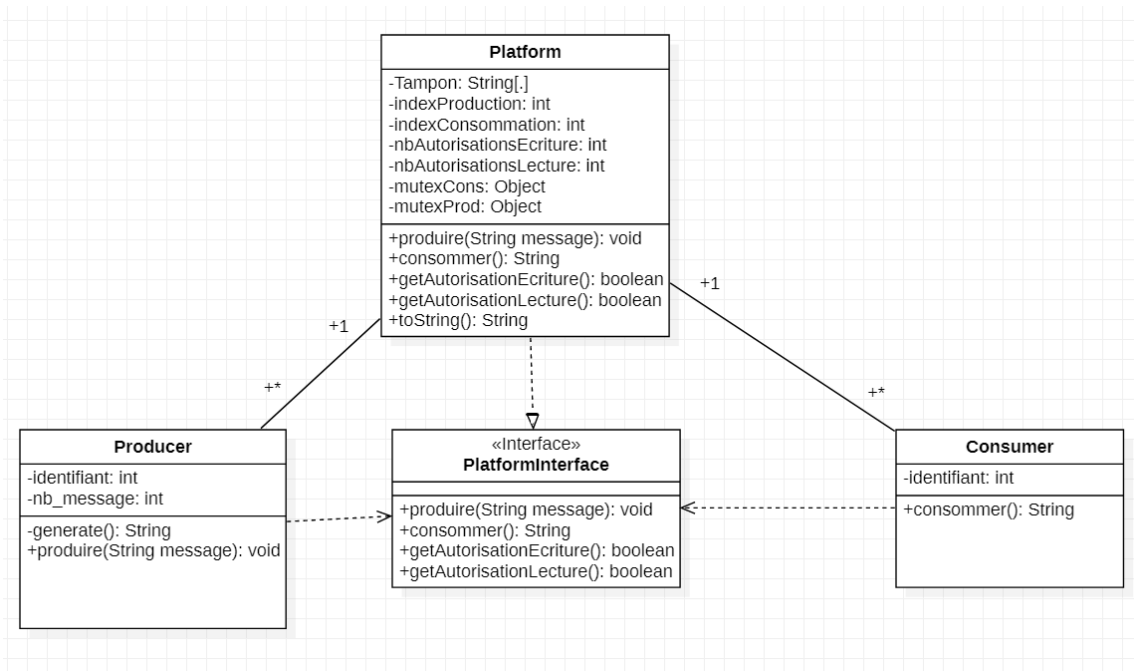 Platform
-Tampon: String[.]
-indexProduction: int
-indexConsommation: int
-nbAutorisationsEcriture: int
-nbAutorisationsLecture: int
-mutexCons: Object
-mutexProd: Object
+produire(String message): void
+consommer(): String
+getAutorisationEcriture(): boolean
+getAutorisationLecture(): boolean
+toString(): String
+1
+1
+*
+*
Producer
-identifiant: int
-nb_message: int
-generate(): String
+produire(String message): void
«Interface»
PlatformInterface
+produire(String message): void
+consommer(): String
+getAutorisationEcriture(): boolean
+getAutorisationLecture(): boolean
Consumer
-identifiant: int
+consommer(): String